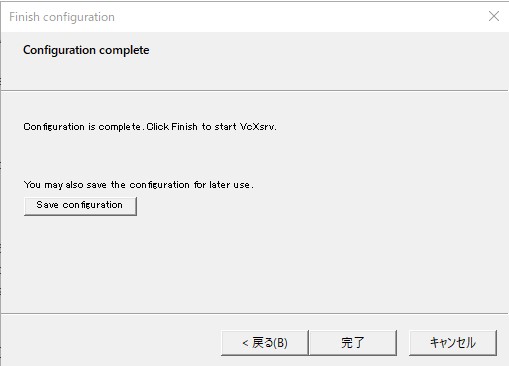 Finish configuration
Configuration complete
Configuration is complete. Click Finish to start VcXsrv.
You may also save the configuration for later use.
Save configuration
< 戻る(B)
完了
キャンセル